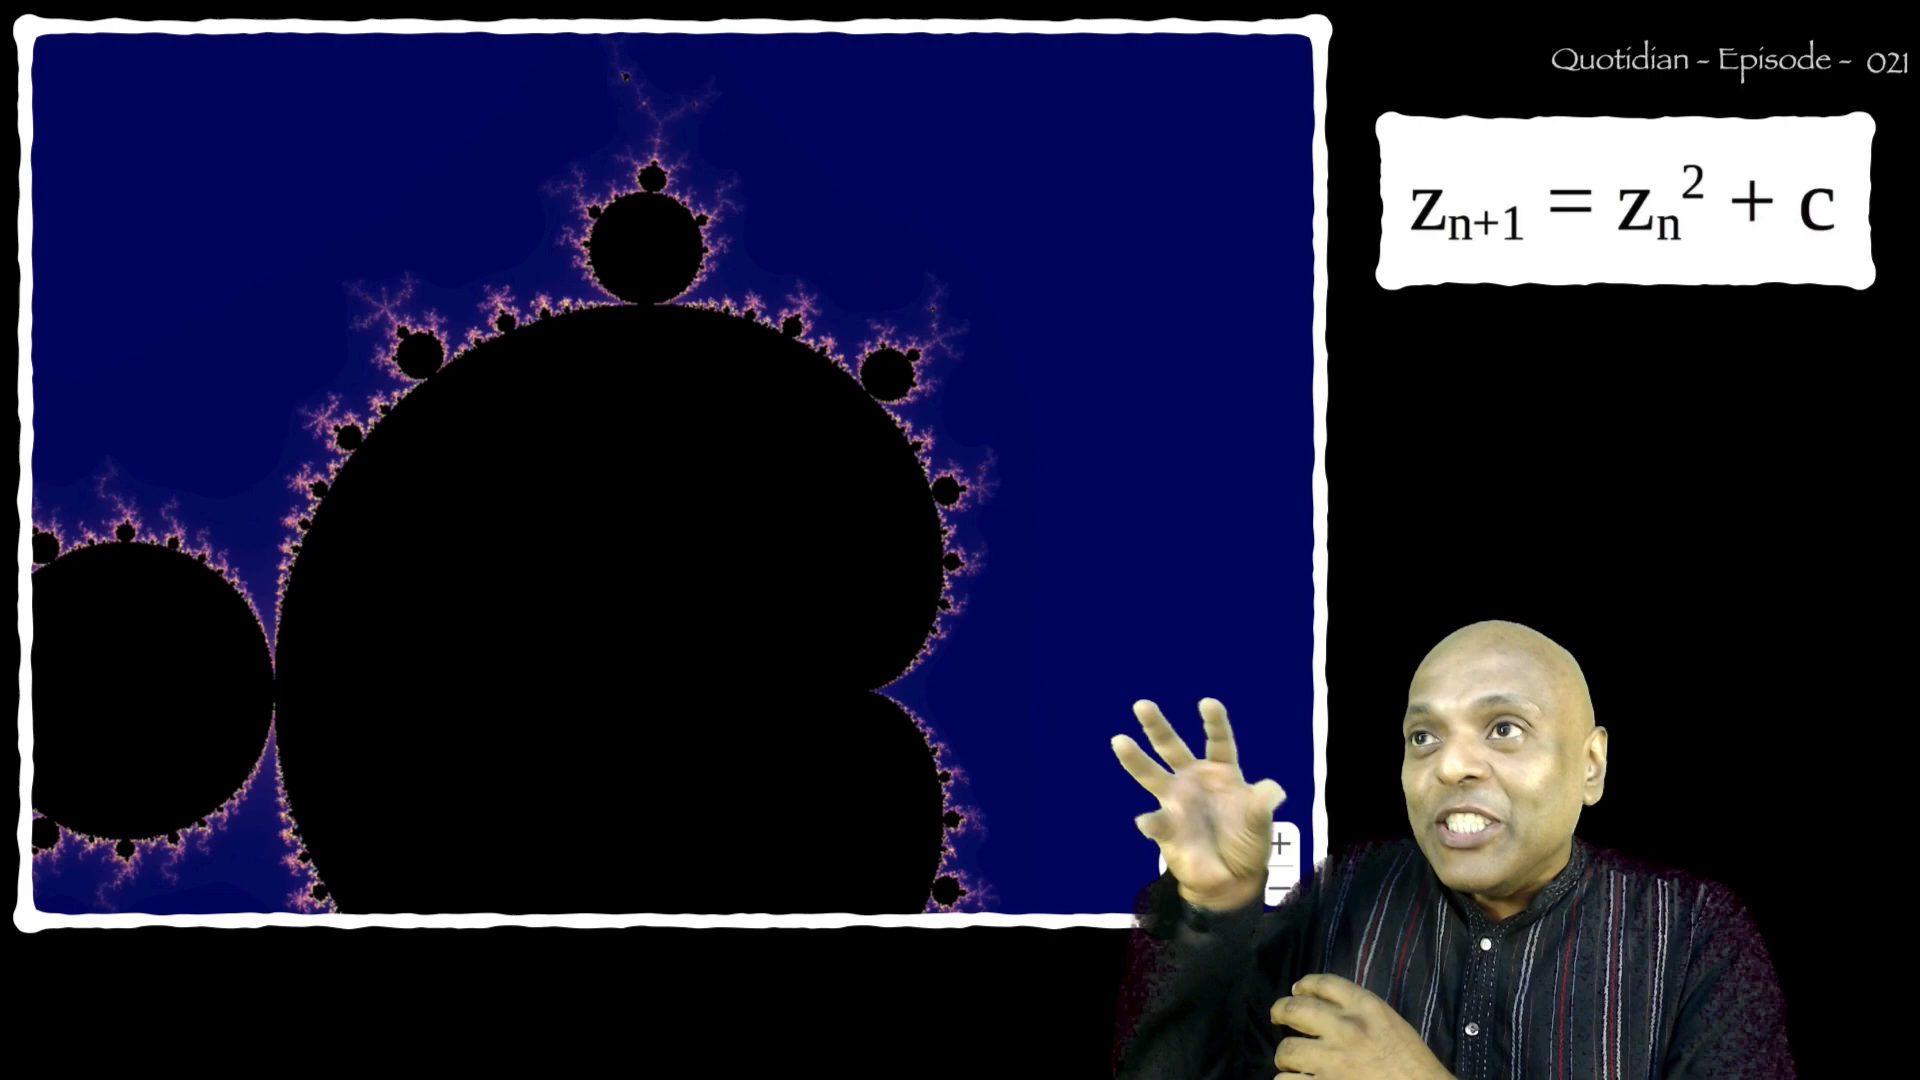 Quotidian - Episode - 021
zₙ₊₁ = zₙ² + c
+
−